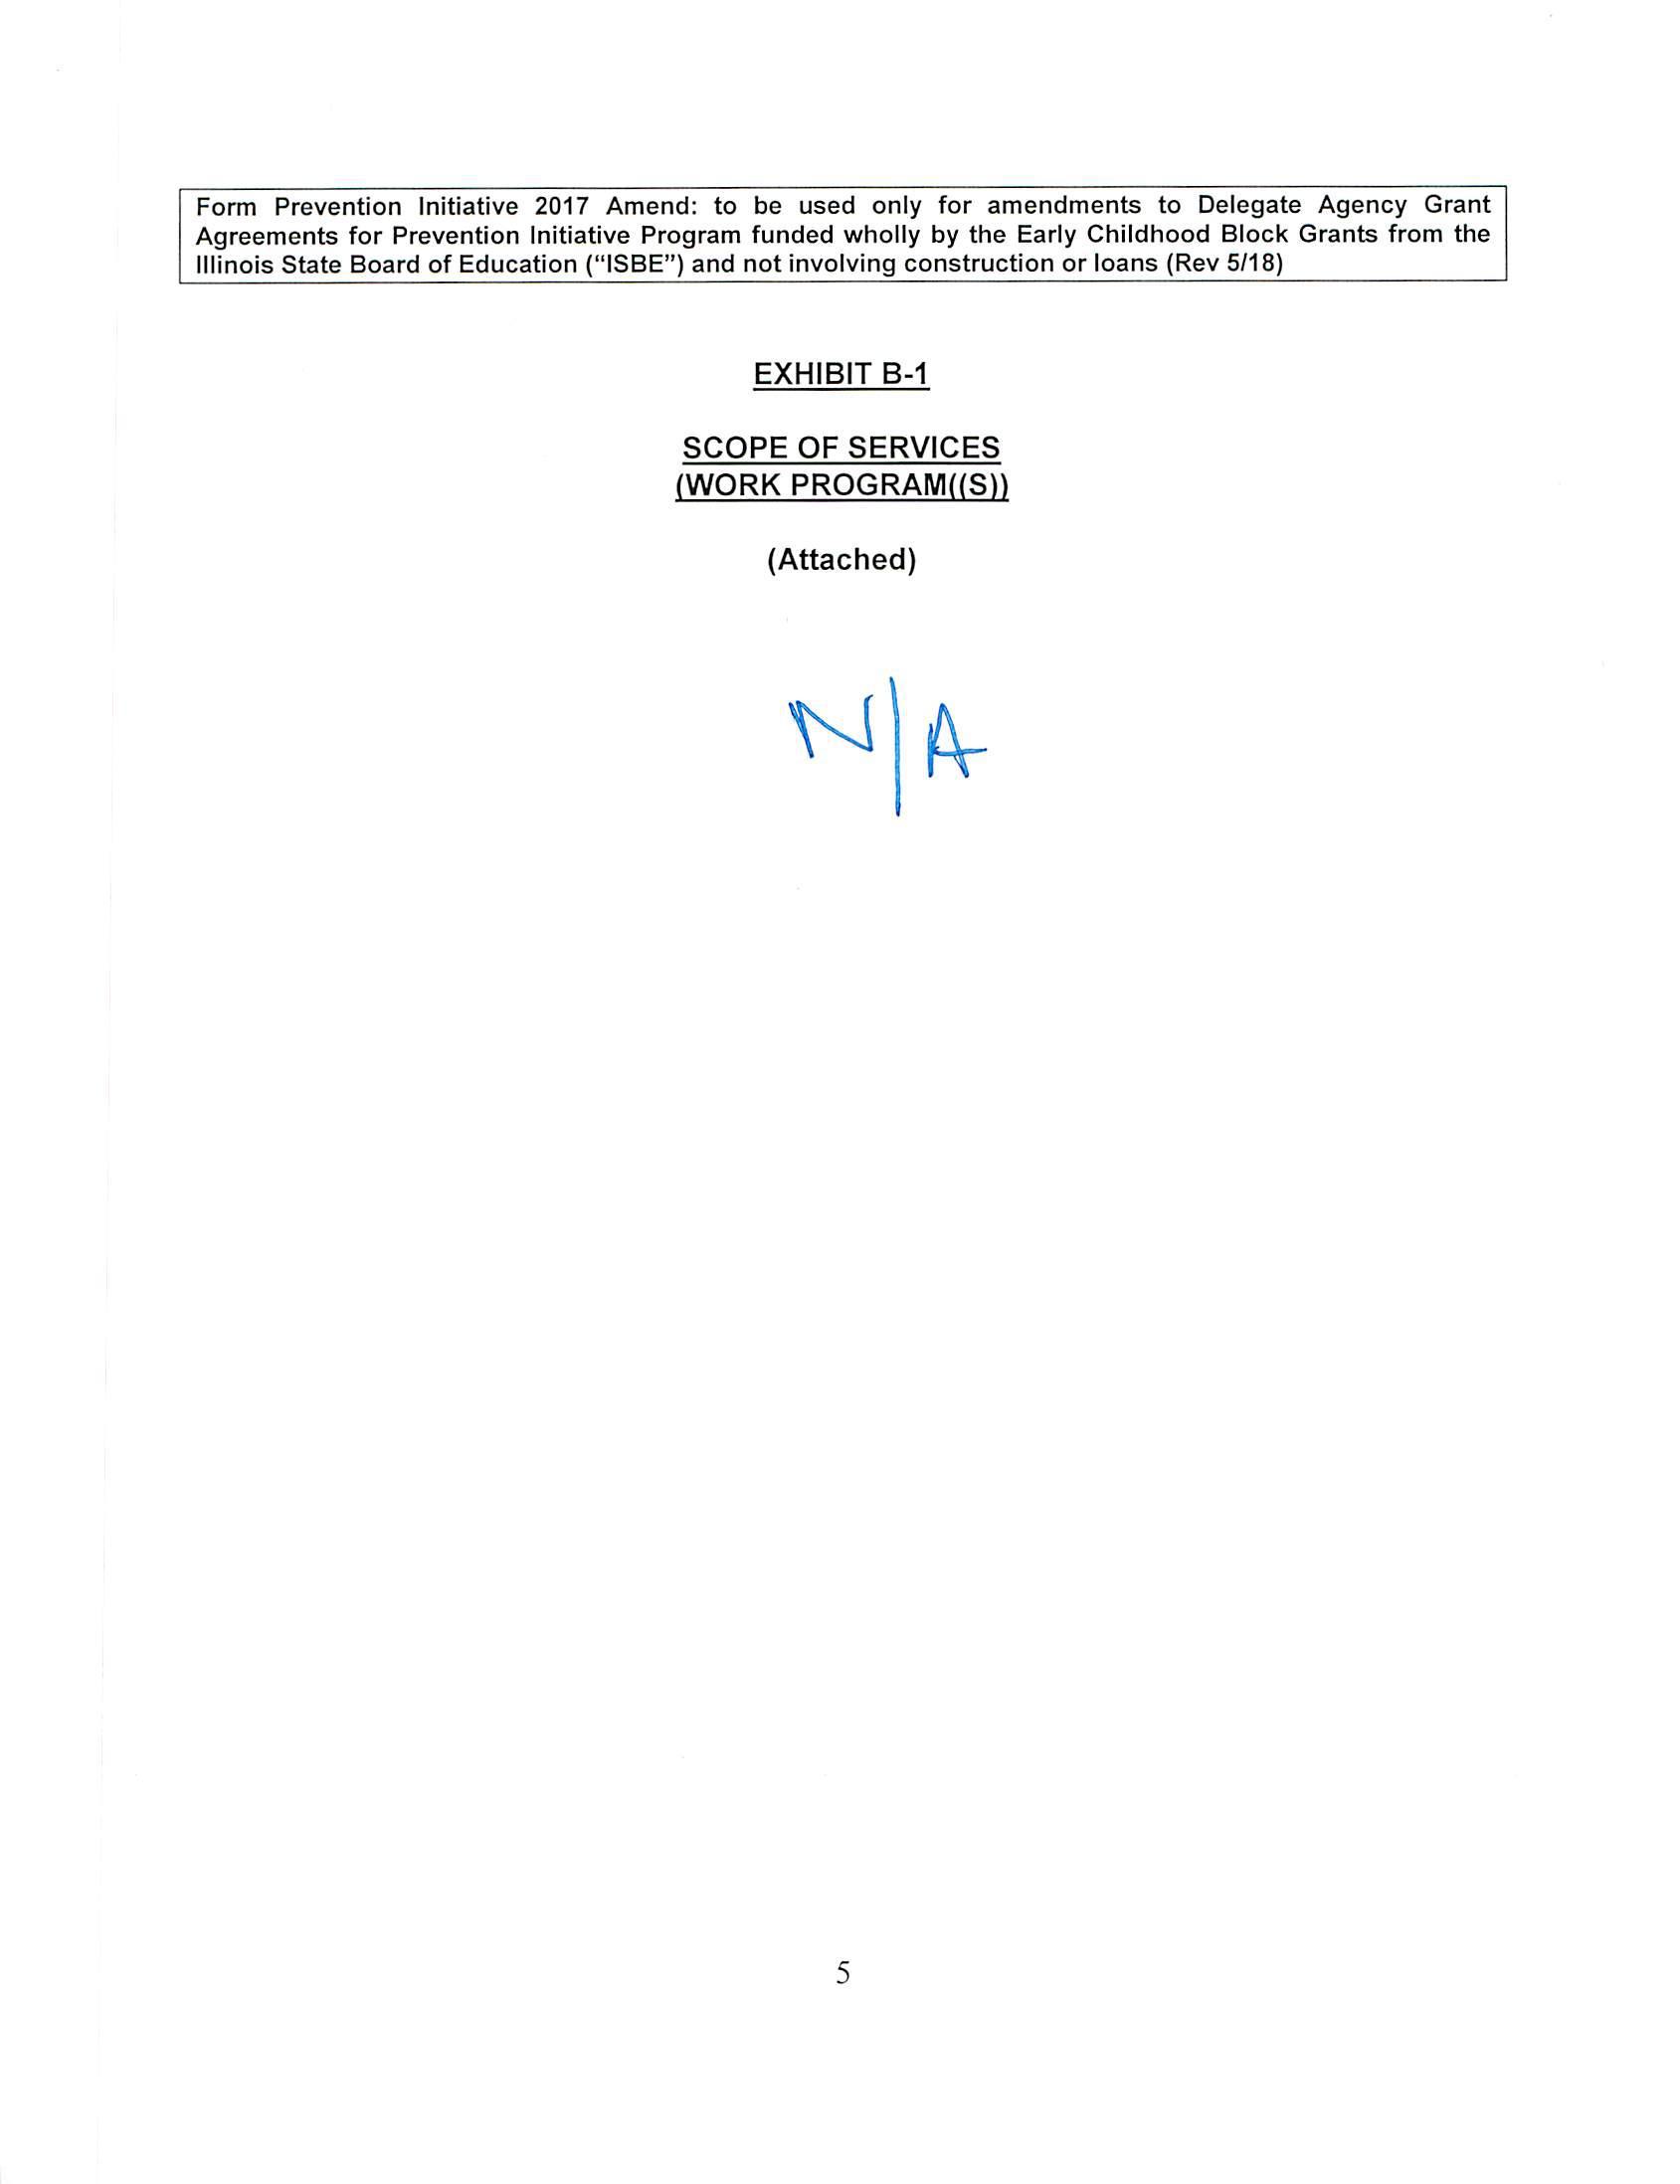 Form Prevention Initiative 2017 Amend: to be used only for amendments to Delegate Agency Grant
Agreements for Prevention Initiative Program funded wholly by the Early Childhood Block Grants from the
Illinois State Board of Education (“ISBE”) and not involving construction or loans (Rev 5/18)
EXHIBIT B-1
SCOPE OF SERVICES
(WORK PROGRAM((S))
(Attached)
N/A
5